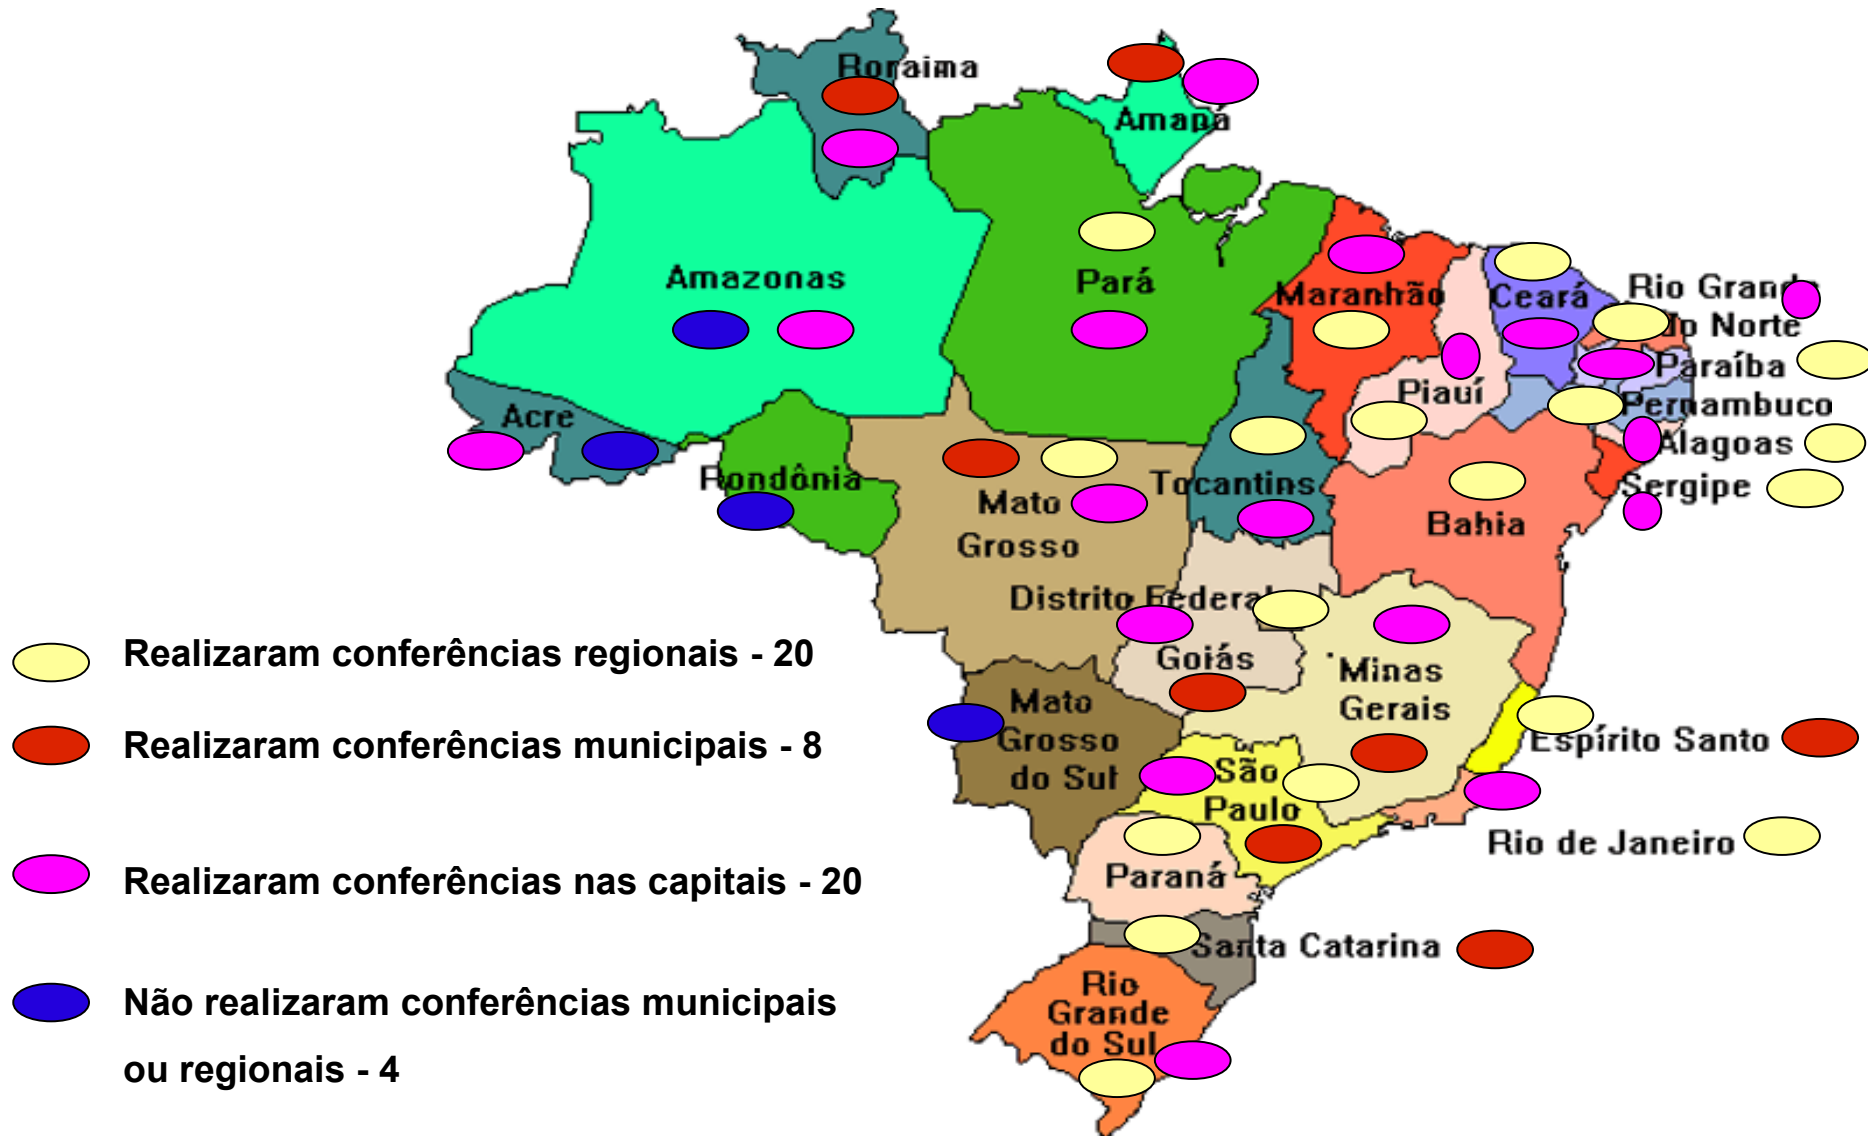 Roraima
Amapá
Amazonas
Pará
Maranhão
Ceará
Rio Grande
do Norte
Paraíba
Piauí
Pernambuco
Acre
Alagoas
Rondônia
Tocantins
Sergipe
Mato
Grosso
Bahia
Distrito Federal
Goiás
Minas
Gerais
Mato
Grosso
do Sul
Espírito Santo
São
Paulo
Rio de Janeiro
Paraná
Santa Catarina
Rio
Grande
do Sul
Realizaram conferências regionais - 20
Realizaram conferências municipais - 8
Realizaram conferências nas capitais - 20
Não realizaram conferências municipais
ou regionais - 4